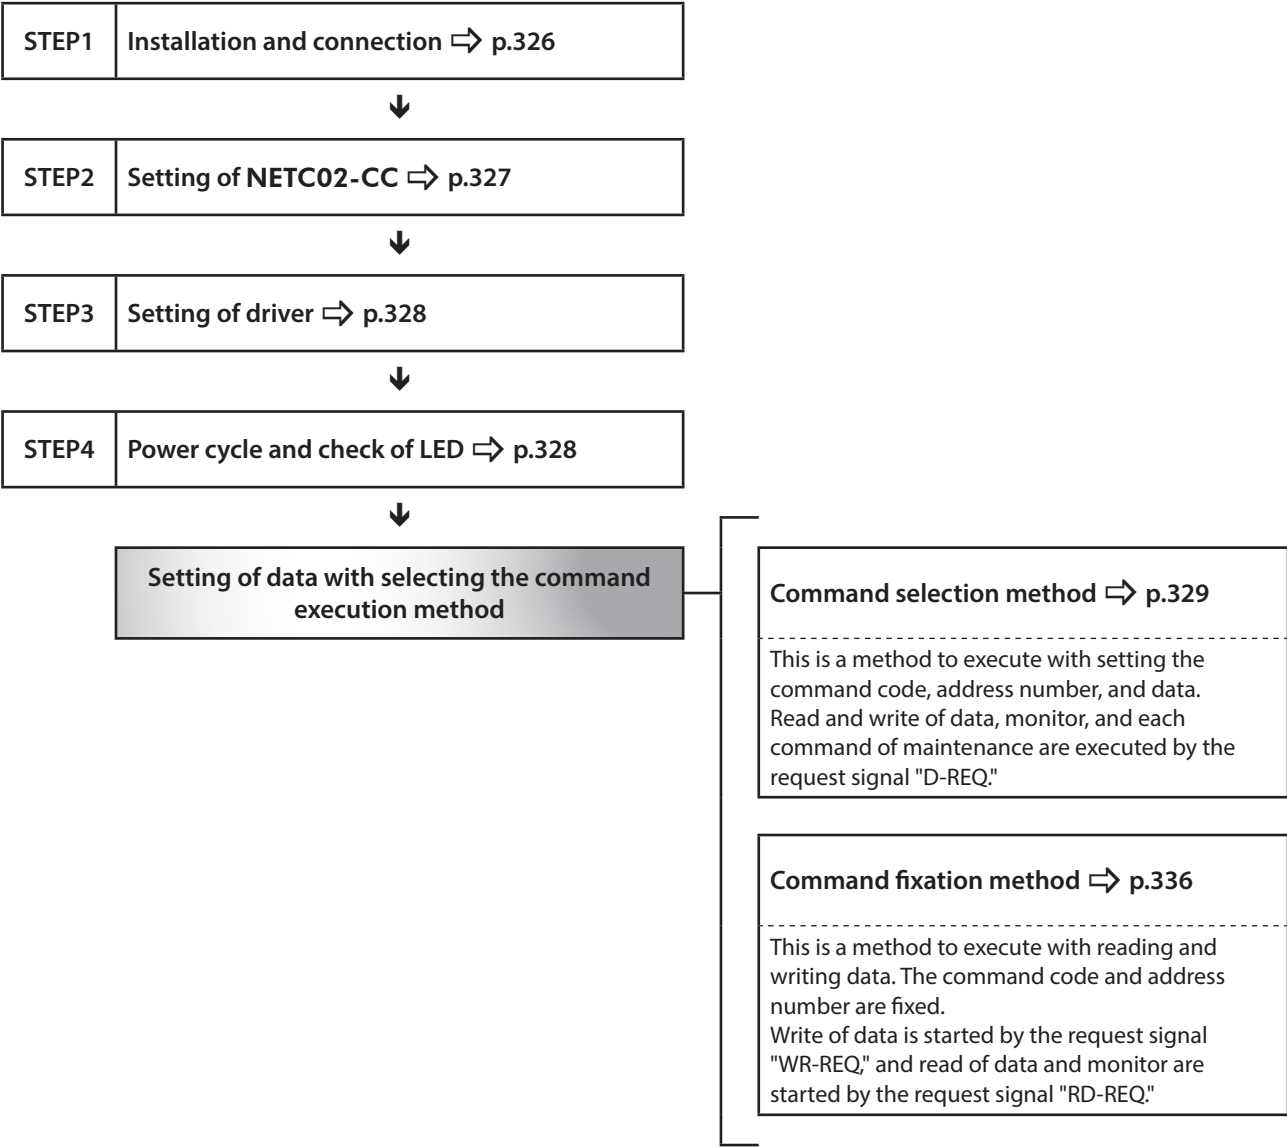 STEP1 Installation and connection ⇨ p.326
STEP2 Setting of NETC02-CC ⇨ p.327
STEP3 Setting of driver ⇨ p.328
STEP4 Power cycle and check of LED ⇨ p.328
Setting of data with selecting the command
execution method
Command selection method ⇨ p.329
This is a method to execute with setting the
command code, address number, and data.
Read and write of data, monitor, and each
command of maintenance are executed by the
request signal "D-REQ."
Command fixation method ⇨ p.336
This is a method to execute with reading and
writing data. The command code and address
number are fixed.
Write of data is started by the request signal
"WR-REQ," and read of data and monitor are
started by the request signal "RD-REQ."